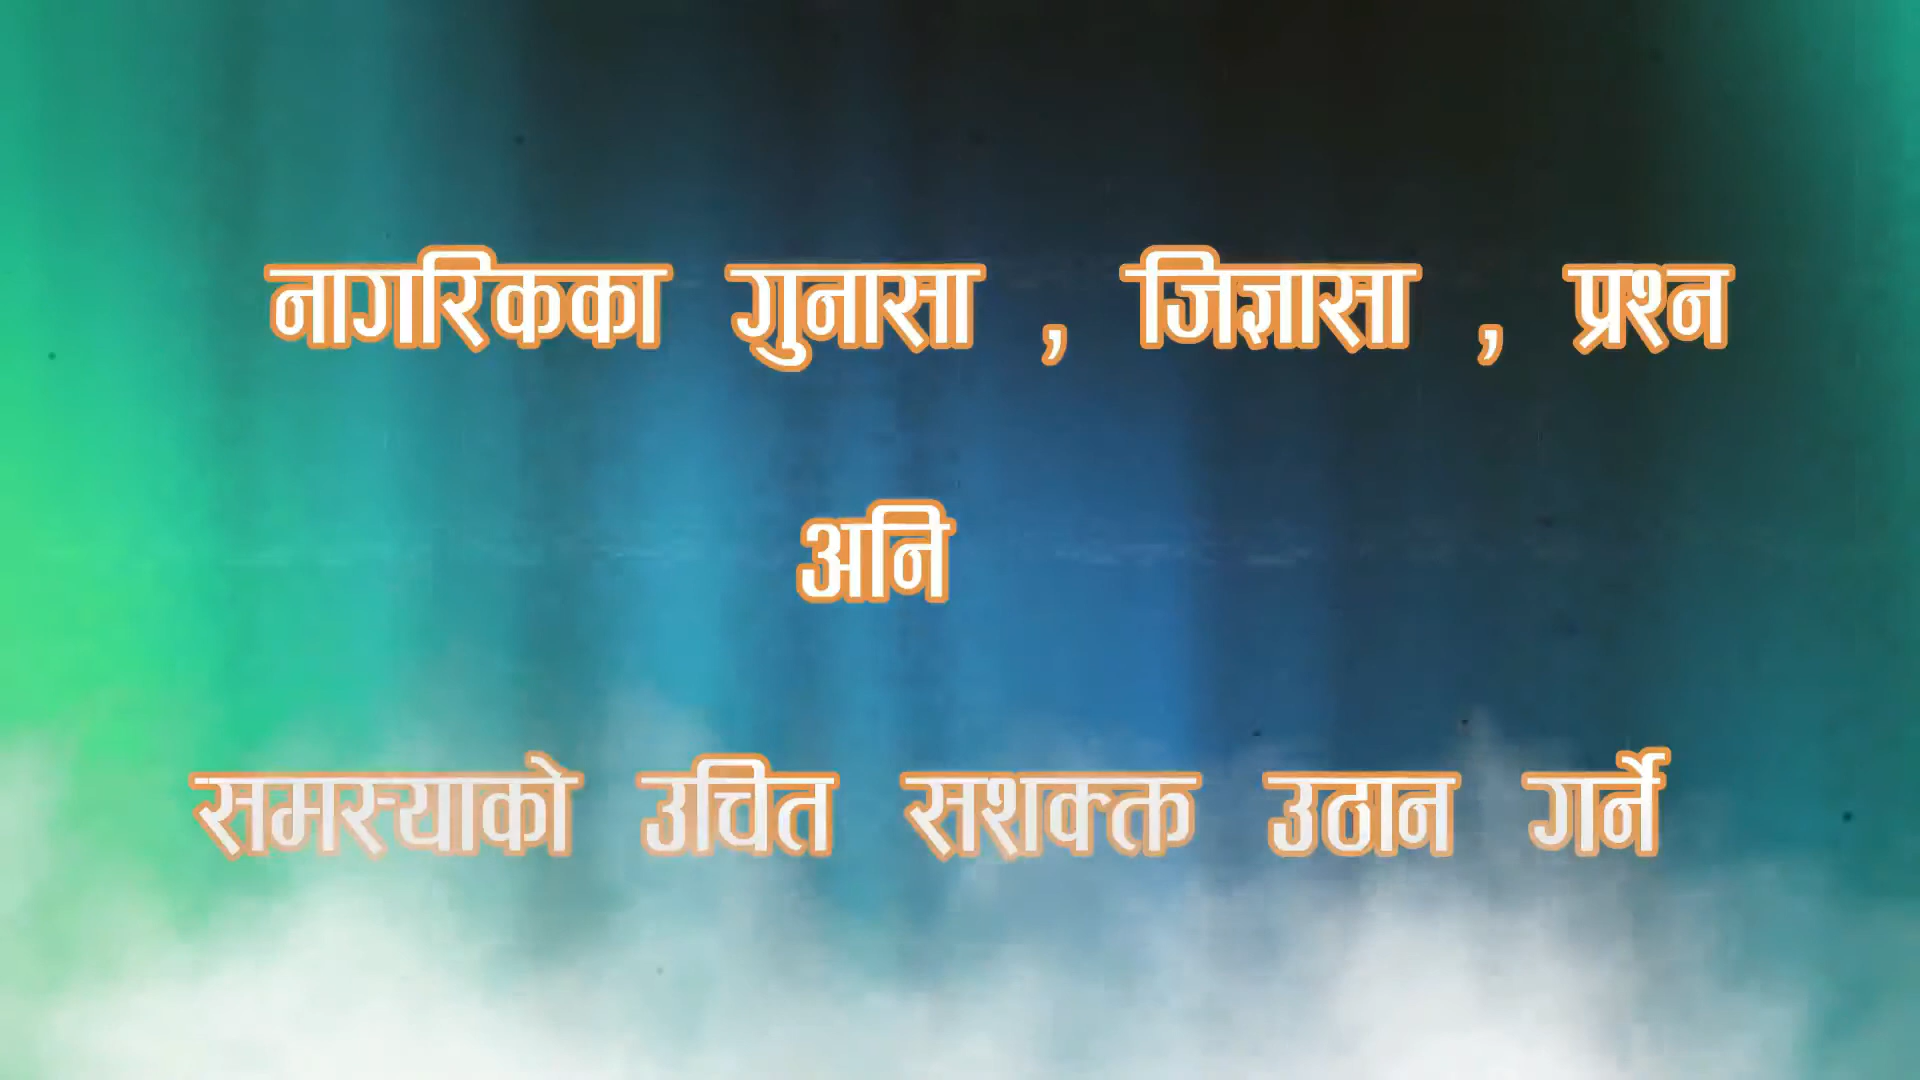 नागरिकका गुनासा , जिज्ञासा , प्रश्न
अनि
समस्याको उचित सशक्त उठान गर्ने